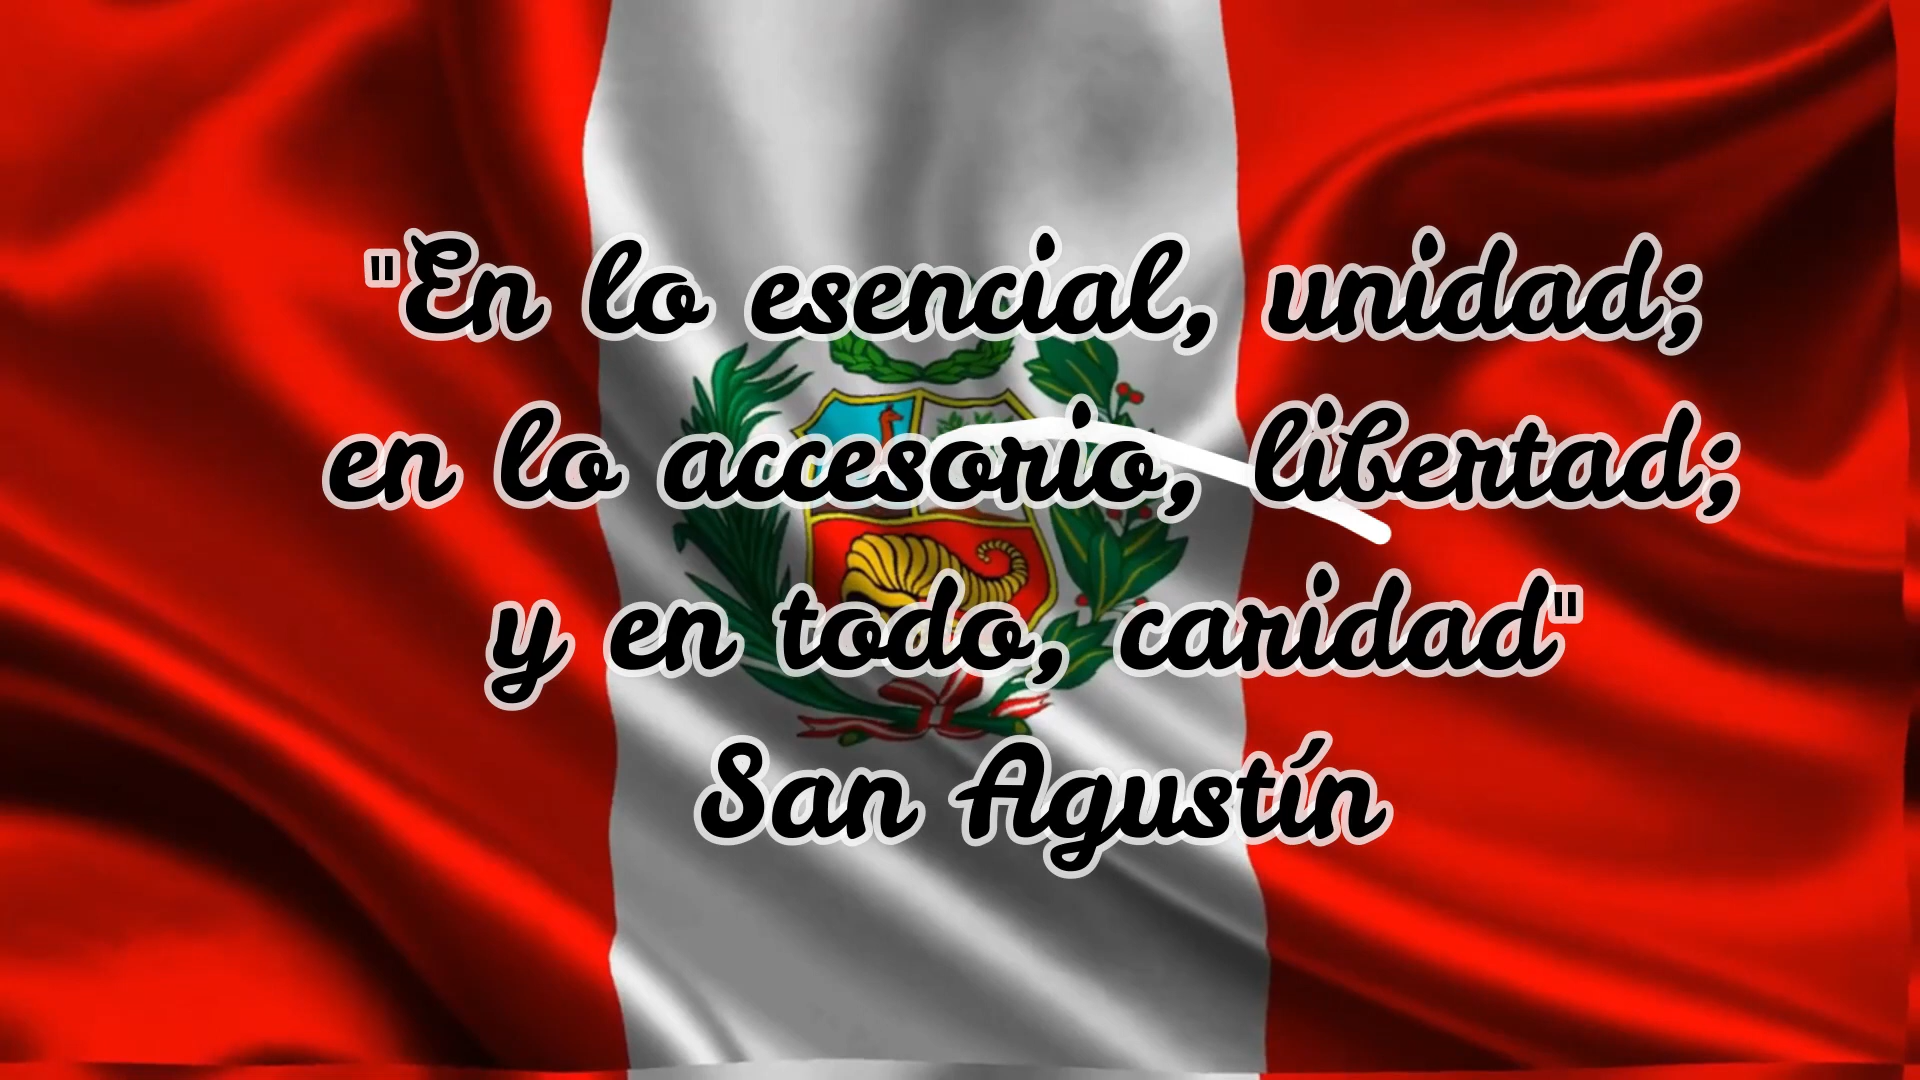 "En lo esencial, unidad;
en lo accesorio, libertad;
y en todo, caridad"
San Agustín